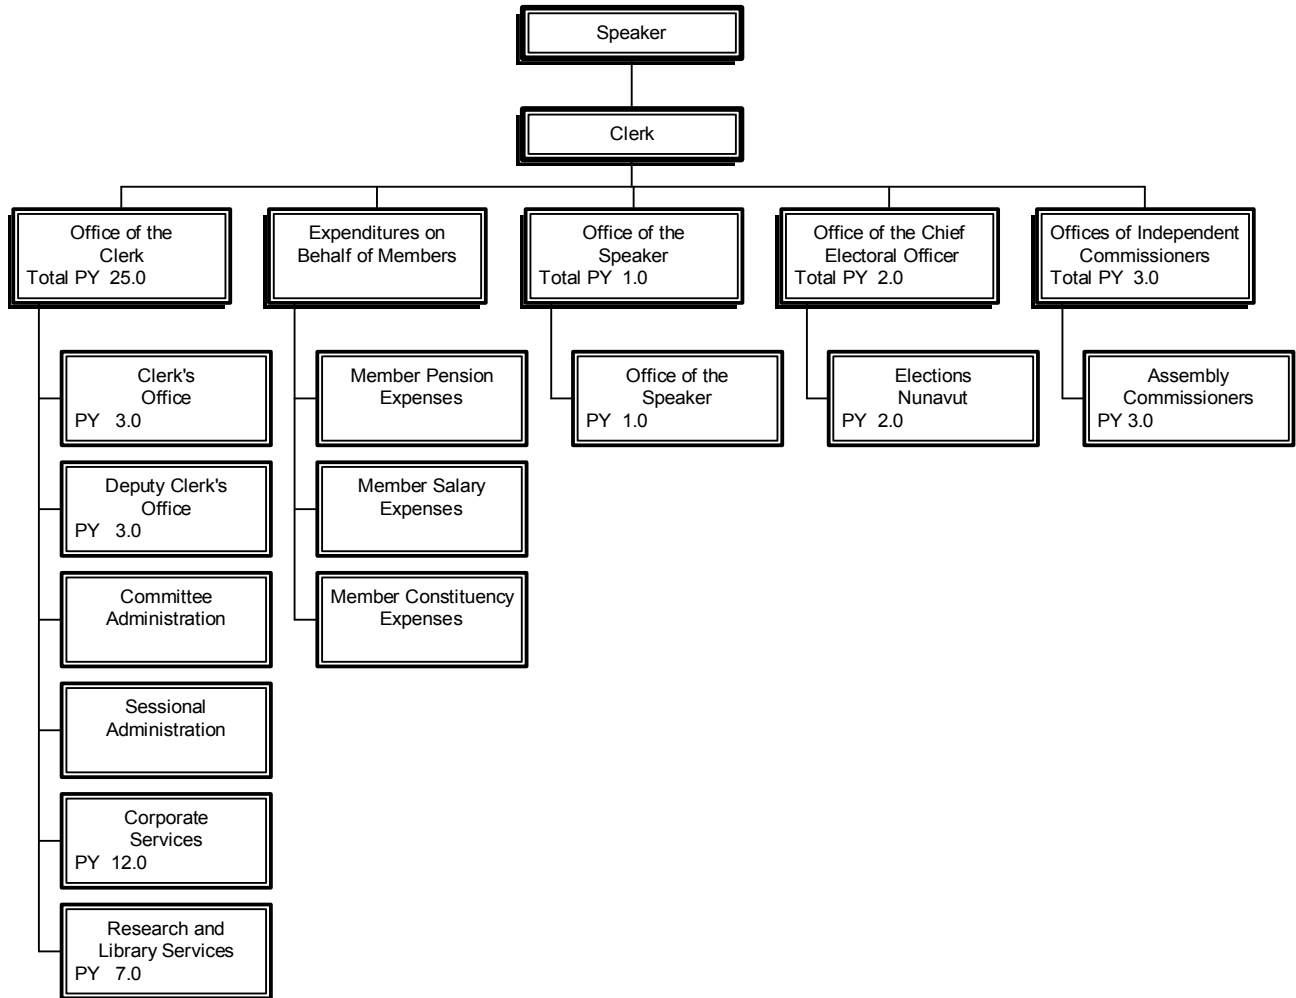 Speaker
Clerk
Office of the
Clerk
Total PY 25.0
Expenditures on
Behalf of Members
Office of the
Speaker
Total PY 1.0
Office of the Chief
Electoral Officer
Total PY 2.0
Offices of Independent
Commissioners
Total PY 3.0
Clerk's
Office
PY 3.0
Member Pension
Expenses
Office of the
Speaker
PY 1.0
Elections
Nunavut
PY 2.0
Assembly
Commissioners
PY 3.0
Deputy Clerk's
Office
PY 3.0
Member Salary
Expenses
Committee
Administration
Member Constituency
Expenses
Sessional
Administration
Corporate
Services
PY 12.0
Research and
Library Services
PY 7.0